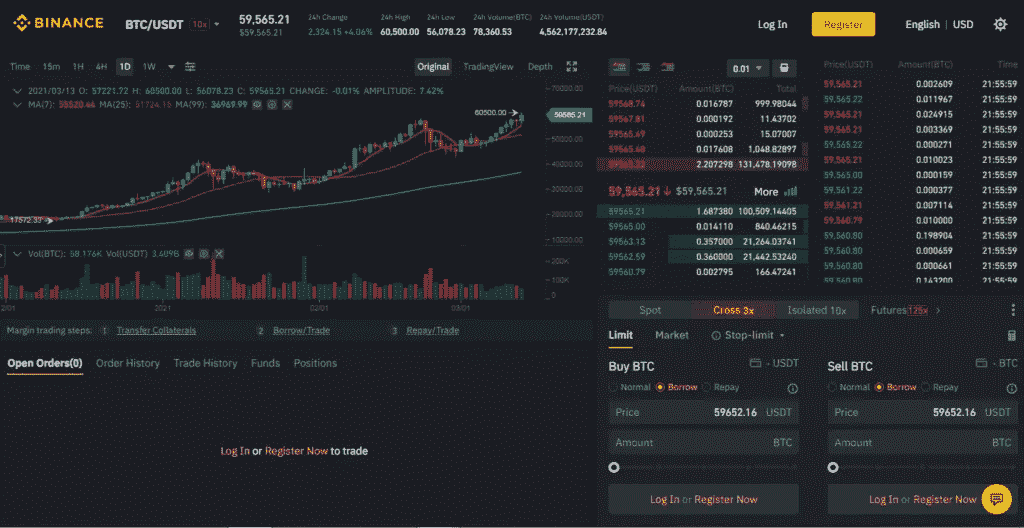 BINANCE
BTC/USDT 10x
59,565.21
$59,565.21
24h Change
2,324.15 +4.06%
24h High
60,500.00
24h Low
56,078.23
24h Volume(BTC)
78,360.53
24h Volume(USDT)
4,562,177,232.84
Log In
Register
English | USD
Time 15m 1H 4H 1D 1W
Original TradingView Depth
2021/03/13 O: 57221.72 H: 60500.00 L: 56078.23 C: 59565.21 CHANGE: -0.01% AMPLITUDE: 7.42%
MA(7): MA(25): 51724.15 MA(99): 36969.99
70000.00
60500.00
59565.21
50000.00
40000.00
30000.00
20000.00
17572.33
10000.00
Vol(BTC): 58.176K Vol(USDT)
200K
100K
0
2021 02/01 03/01
Margin trading steps: 1 Transfer Collaterals 2 Borrow/Trade 3 Repay/Trade
Open Orders(0) Order History Trade History Funds Positions
Log In or Register Now to trade
0.01
Price(USDT) Amount(BTC) Total
59568.74 0.016787 999.98044
59567.81 0.000192 11.43702
59565.69 0.000253 15.07007
0.017608 1,048.82897
2.207298 131,478.19098
59,565.21 $59,565.21 More
59565.21 1.687380 100,509.14405
59565.00 0.014110 840.46215
59563.13 0.357000 21,264.03741
59562.59 0.360000 21,442.53240
59560.79 0.002795 166.47241
Price(USDT) Amount(BTC) Time
59,565.21 0.002609 21:55:59
59,565.22 0.011967 21:55:59
59,565.21 0.024915 21:55:59
59,565.21 0.003369 21:55:59
59,565.22 0.000271 21:55:59
59,565.21 0.010023 21:55:59
59,565.00 0.000159 21:55:59
59,561.22 0.000377 21:55:59
59,561.21 0.007114 21:55:59
59,560.79 0.010000 21:55:59
59,560.80 0.198904 21:55:59
59,560.80 0.000659 21:55:59
59,560.80 0.000661 21:55:59
Spot Cross 3x Isolated 10x Futures 125x
Limit Market Stop-limit
Buy BTC - USDT
Normal Borrow Repay
Price 59652.16 USDT
Amount BTC
Log In or Register Now
Sell BTC - BTC
Normal Borrow Repay
Price 59652.16 USDT
Amount BTC
Log In or Register Now